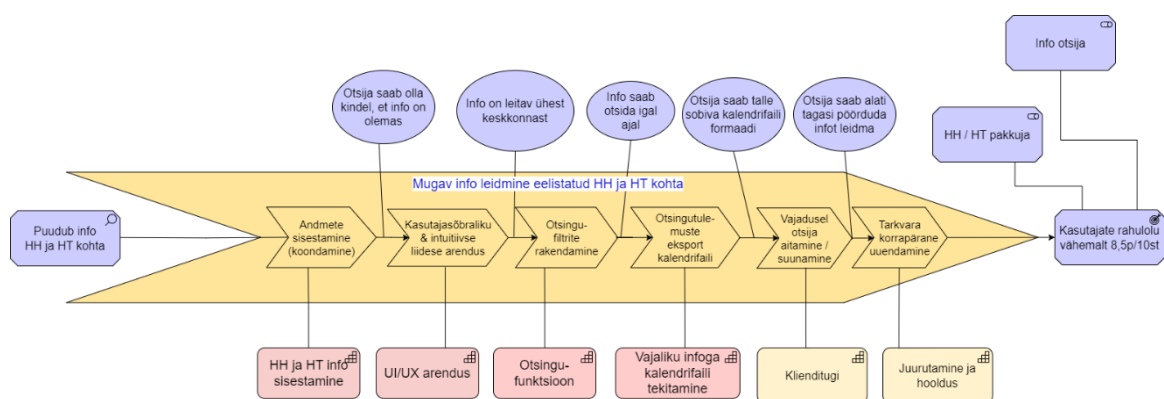 Info otsija
Otsija saab olla
kindel, et info on
olemas
Info on leitav ühest
keskkonnast
Info saab
otsida igal
ajal
Otsija saab talle
sobiva kalendrifaili
formaadi
Otsija saab alati
tagasi pöörduda
infot leidma
HH / HT pakkuja
Mugav info leidmine eelistatud HH ja HT kohta
Puudub info
HH ja HT kohta
Andmete
sisestamine
(koondamine)
Kasutajasõbraliku
& intuitiivse
liidese arendus
Otsingu-
filtrite
rakendamine
Otsingutule-
muste
eksport
kalendrifaili
Vajadusel
otsija
aitamine /
suunamine
Tarkvara
korrapärane
uuendamine
Kasutajate rahulolu
vähemalt 8,5p/10st
HH ja HT info
sisestamine
UI/UX arendus
Otsingu-
funktsioon
Vajaliku infoga
kalendrifaili
tekitamine
Klienditugi
Juurutamine ja
hooldus